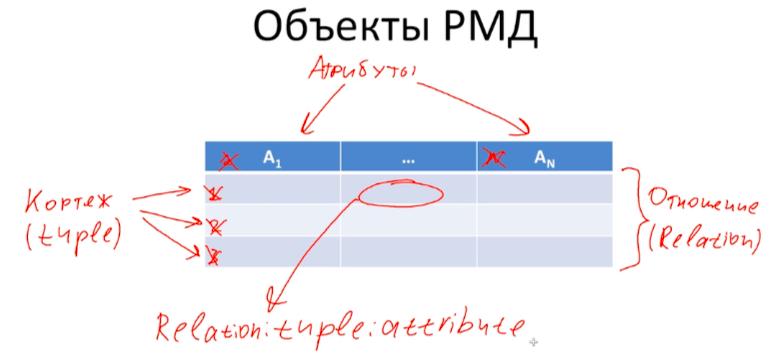 Объекты РМД
Атрибуты
A1 ... AN
Кортеж
(tuple)
Отношение
(Relation)
Relation:tuple:attribute